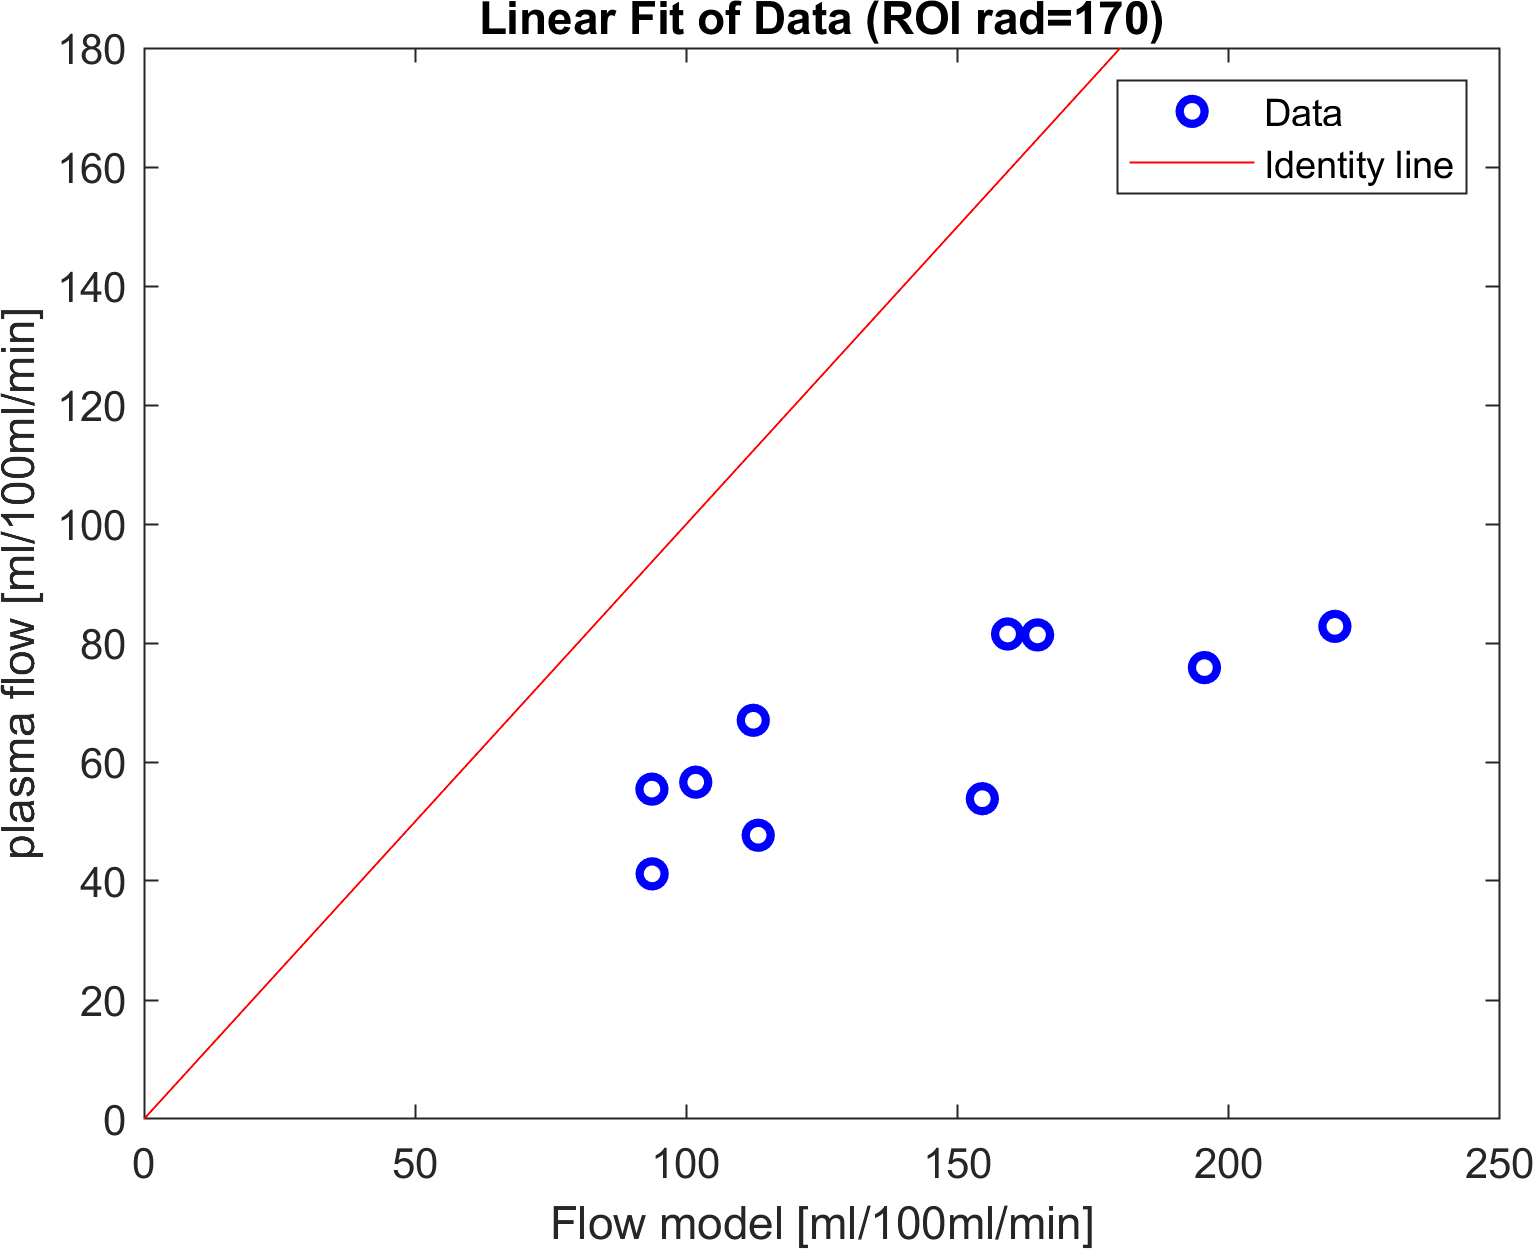 Linear Fit of Data (ROI rad=170)
180
160
140
120
100
80
60
40
20
0
0 50 100 150 200 250
plasma flow [ml/100ml/min]
Flow model [ml/100ml/min]
Data
Identity line